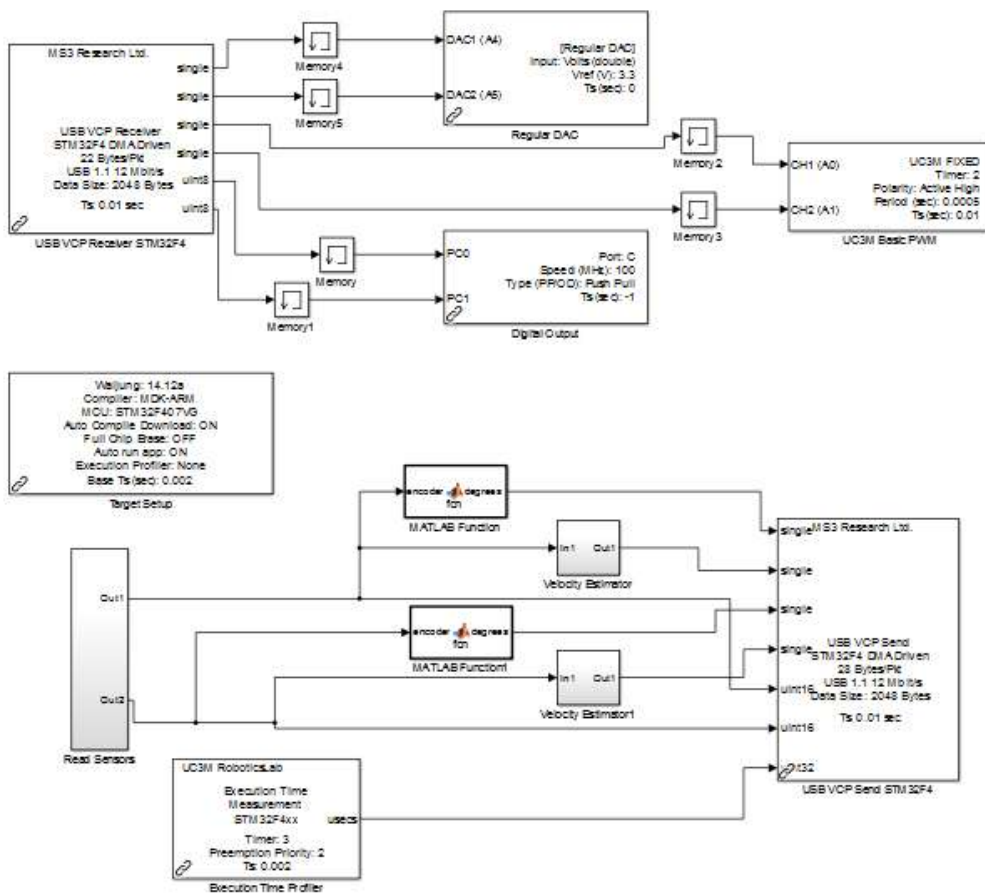 MS3 Research Ltd.
single
single
single
single
uint8
uint8
USB VCP Receiver
STM32F4 DMA Driven
22 Bytes/Pkt
USB 1.1 12 Mbit/s
Data Size: 2048 Bytes
Ts: 0.01 sec
USB VCP Receiver STM32F4
Memory4
Memory5
DAC1 (A4)
DAC2 (A5)
[Regular DAC]
Input: Volts (double)
Vref (V): 3.3
Ts (sec): 0
Regular DAC
Memory2
Memory3
CH1 (A0)
CH2 (A1)
UC3M FIXED
Timer: 2
Polarity: Active High
Period (sec): 0.0005
Ts (sec): 0.01
UC3M Basic PWM
Memory
Memory1
PC0
PC1
Port: C
Speed (MHz): 100
Type (PP/OD): Push Pull
Ts (sec): -1
Digital Output
Waijung: 14.12a
Compiler: MDK-ARM
MCU: STM32F407VG
Auto Compile Download: ON
Full Chip Erase: OFF
Auto run app: ON
Execution Profiler: None
Base Ts (sec): 0.002
Target Setup
Out1
Out2
Read Sensors
encoder degrees
fcn
MATLAB Function
In1 Out1
Velocity Estimator
encoder degrees
fcn
MATLAB Function1
In1 Out1
Velocity Estimator1
MS3 Research Ltd.
single
single
single
single
uint16
uint16
USB VCP Send
STM32F4 DMA Driven
28 Bytes/Pkt
USB 1.1 12 Mbit/s
Data Size: 2048 Bytes
Ts 0.01 sec
USB VCP Send STM32F4
UC3M RoboticsLab
Execution Time
Measurement
STM32F4xx
usecs
Timer: 3
Preemption Priority: 2
Ts: 0.002
Execution Time Profiler